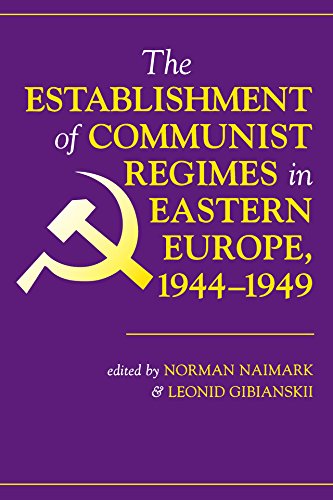 The
ESTABLISHMENT
of COMMUNIST
REGIMES in
EASTERN
EUROPE,
1944–1949
edited by NORMAN NAIMARK
& LEONID GIBIANSKII